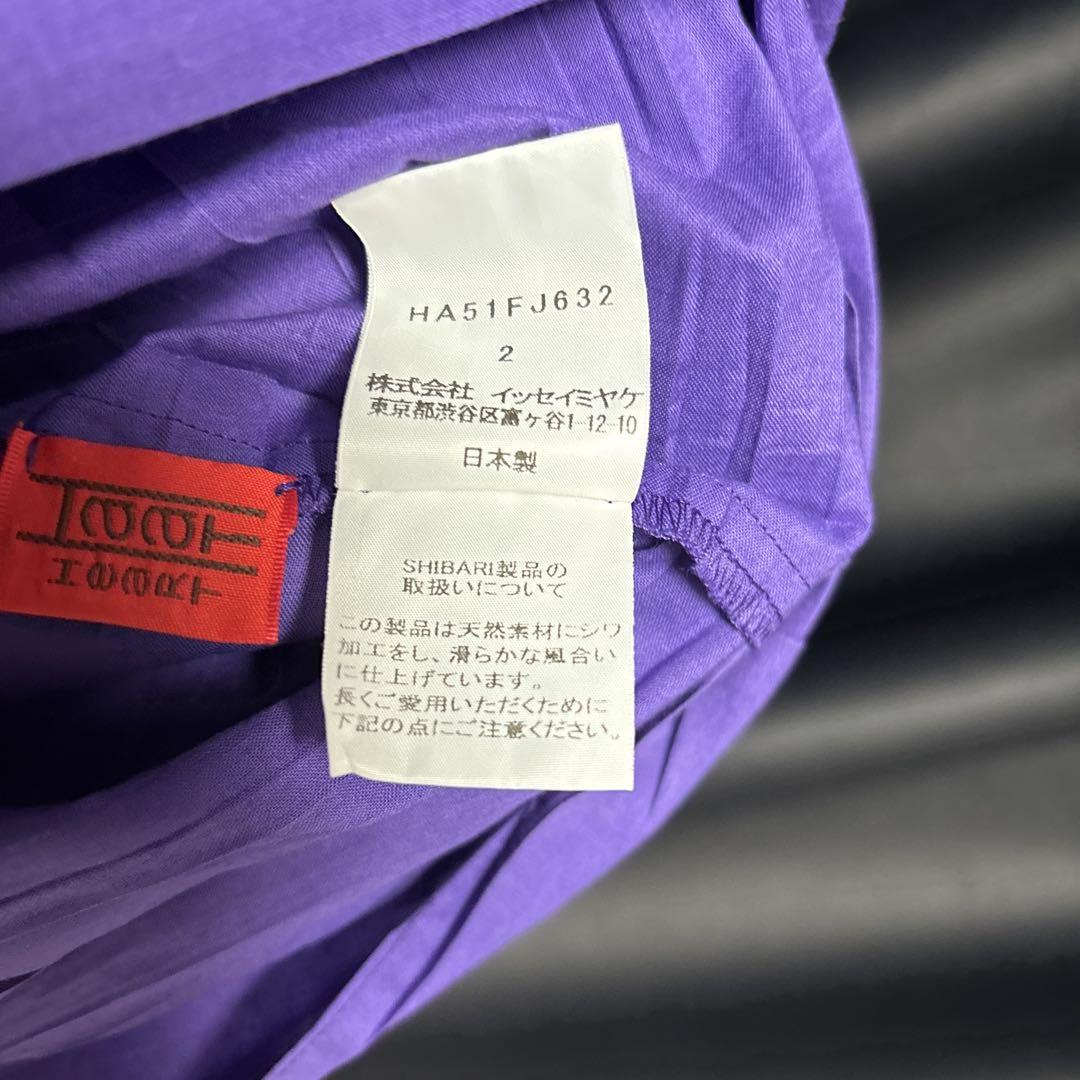 HA51FJ632
2
株式会社 イッセイミヤケ
東京都渋谷区富ヶ谷1-12-10
日本製
SHIBARI製品の
取扱いについて
この製品は天然素材にシワ
加工をし、滑らかな風合い
に仕上げています。
長くご愛用いただくために
下記の点にご注意ください。
HaaT
HeaRT